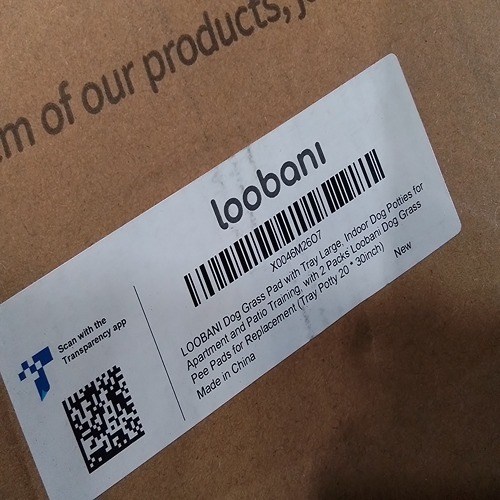 m of our products,
loobani
X0046M26O7
LOOBANI Dog Grass Pad with Tray Large, Indoor Dog Potties for
Apartment and Patio Training, with 2 Packs Loobani Dog Grass
Pee Pads for Replacement (Tray Potty 20 * 30inch)
New
Made in China
Scan with the
Transparency app